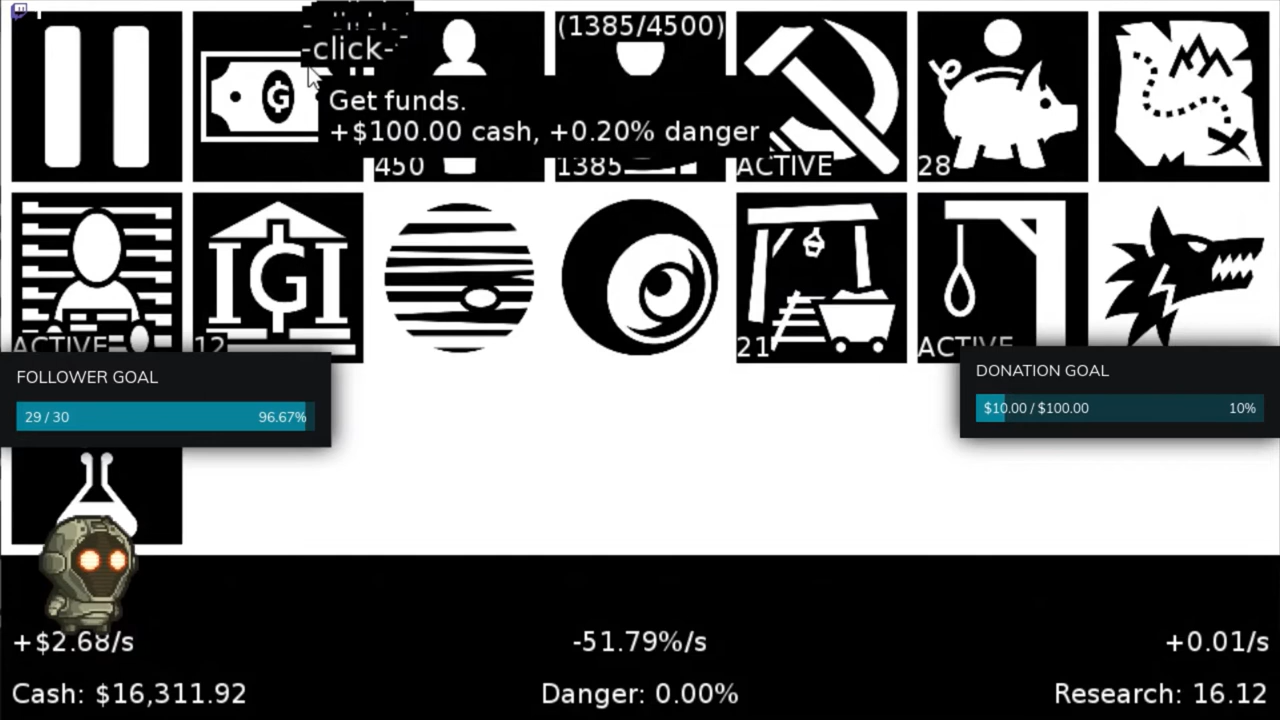 -click-
(1385/4500)
Get funds.
+$100.00 cash, +0.20% danger
450
1385
ACTIVE
28
ACTIVE
12
21
ACTIVE
FOLLOWER GOAL
29 / 30
96.67%
DONATION GOAL
$10.00 / $100.00
10%
+$2.68/s
-51.79%/s
+0.01/s
Cash: $16,311.92
Danger: 0.00%
Research: 16.12